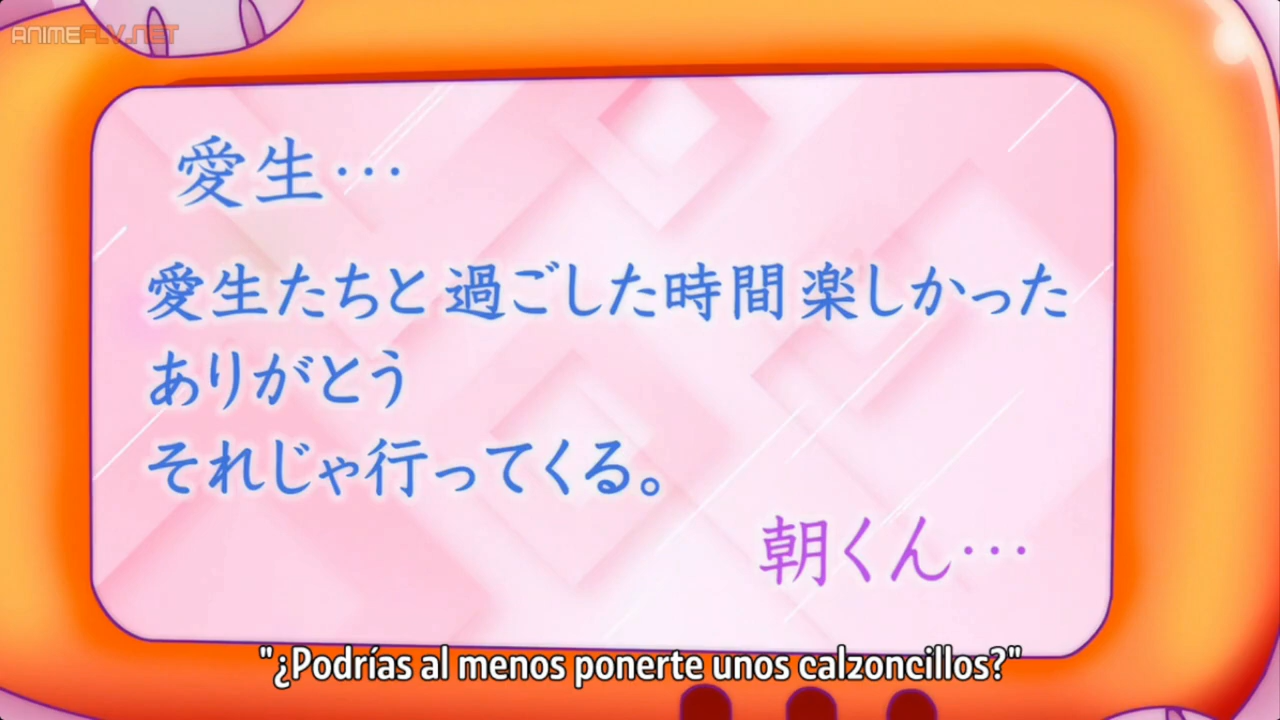 ANIMEFLV.NET
愛生…
愛生たちと過ごした時間楽しかった
ありがとう
それじゃ行ってくる。
朝くん…
"¿Podrías al menos ponerte unos calzoncillos?"